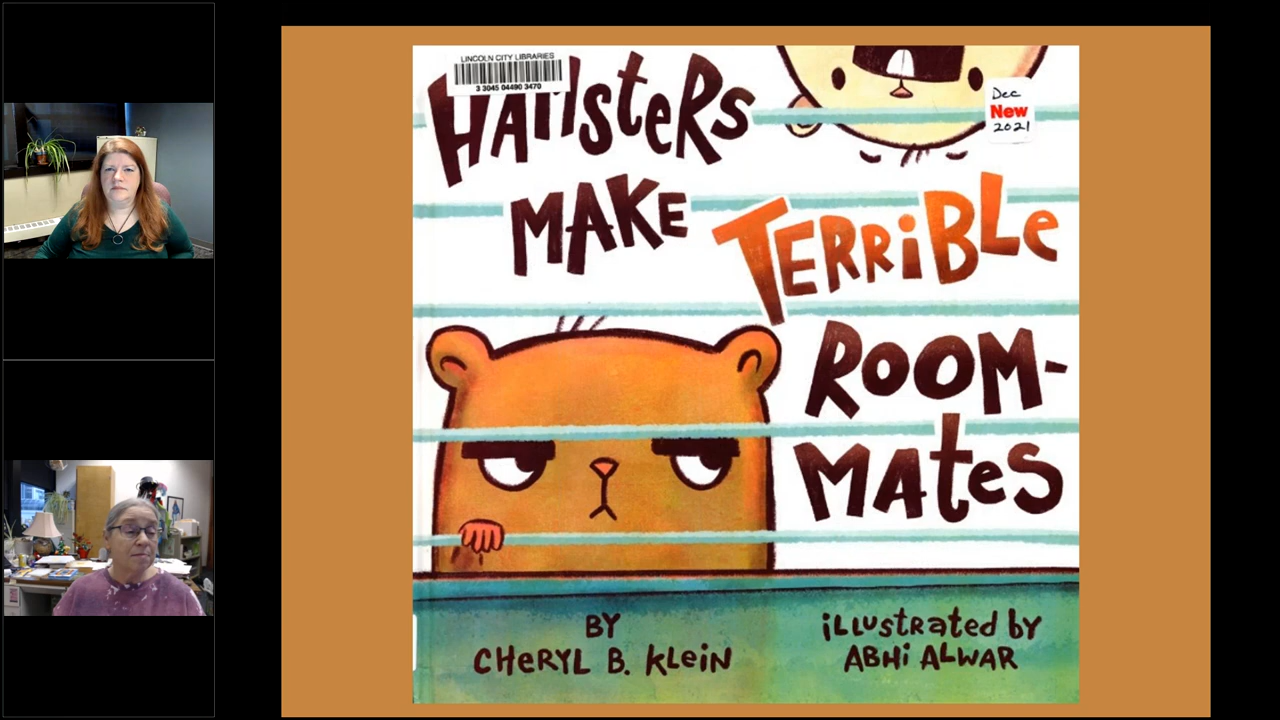 LINCOLN CITY LIBRARIES
3 3045 04490 3470
HAMSteRS
MAKE TERRiBLe
ROOM-
MAteS
Dec
New
2021
BY
CHeRYL B. KLeiN
iLLUStRAted bY
ABHi ALWAR